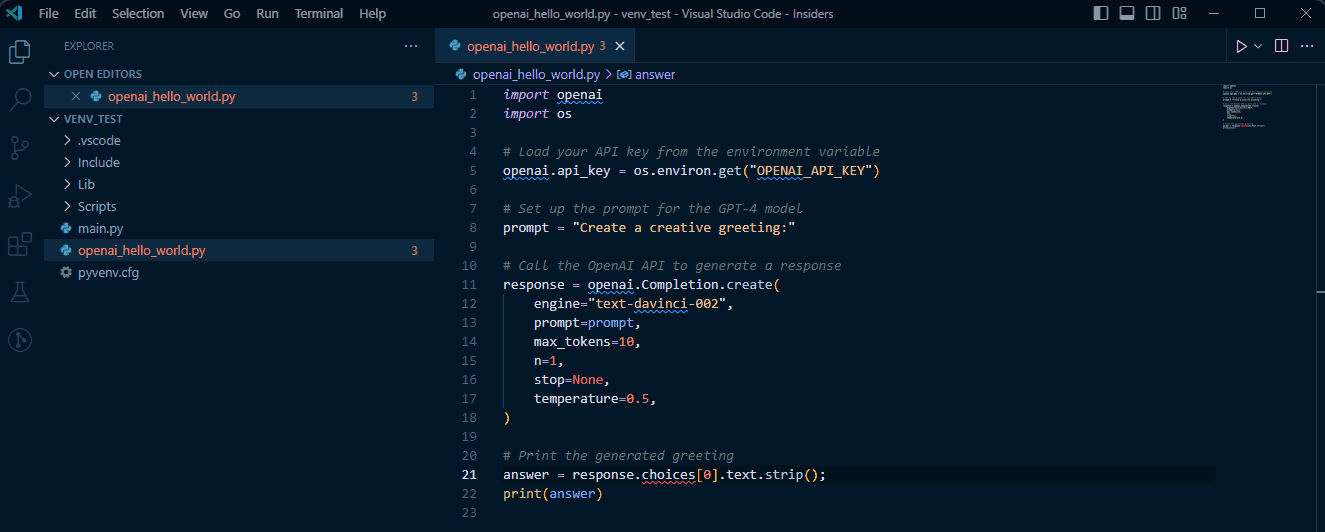 File Edit Selection View Go Run Terminal Help
openai_hello_world.py - venv_test - Visual Studio Code - Insiders
EXPLORER
OPEN EDITORS
openai_hello_world.py 3
VENV_TEST
.vscode
Include
Lib
Scripts
main.py
openai_hello_world.py 3
pyvenv.cfg
openai_hello_world.py 3
openai_hello_world.py > answer
1 import openai
2 import os
3
4 # Load your API key from the environment variable
5 openai.api_key = os.environ.get("OPENAI_API_KEY")
6
7 # Set up the prompt for the GPT-4 model
8 prompt = "Create a creative greeting:"
9
10 # Call the OpenAI API to generate a response
11 response = openai.Completion.create(
12     engine="text-davinci-002",
13     prompt=prompt,
14     max_tokens=10,
15     n=1,
16     stop=None,
17     temperature=0.5,
18 )
19
20 # Print the generated greeting
21 answer = response.choices[0].text.strip();
22 print(answer)
23